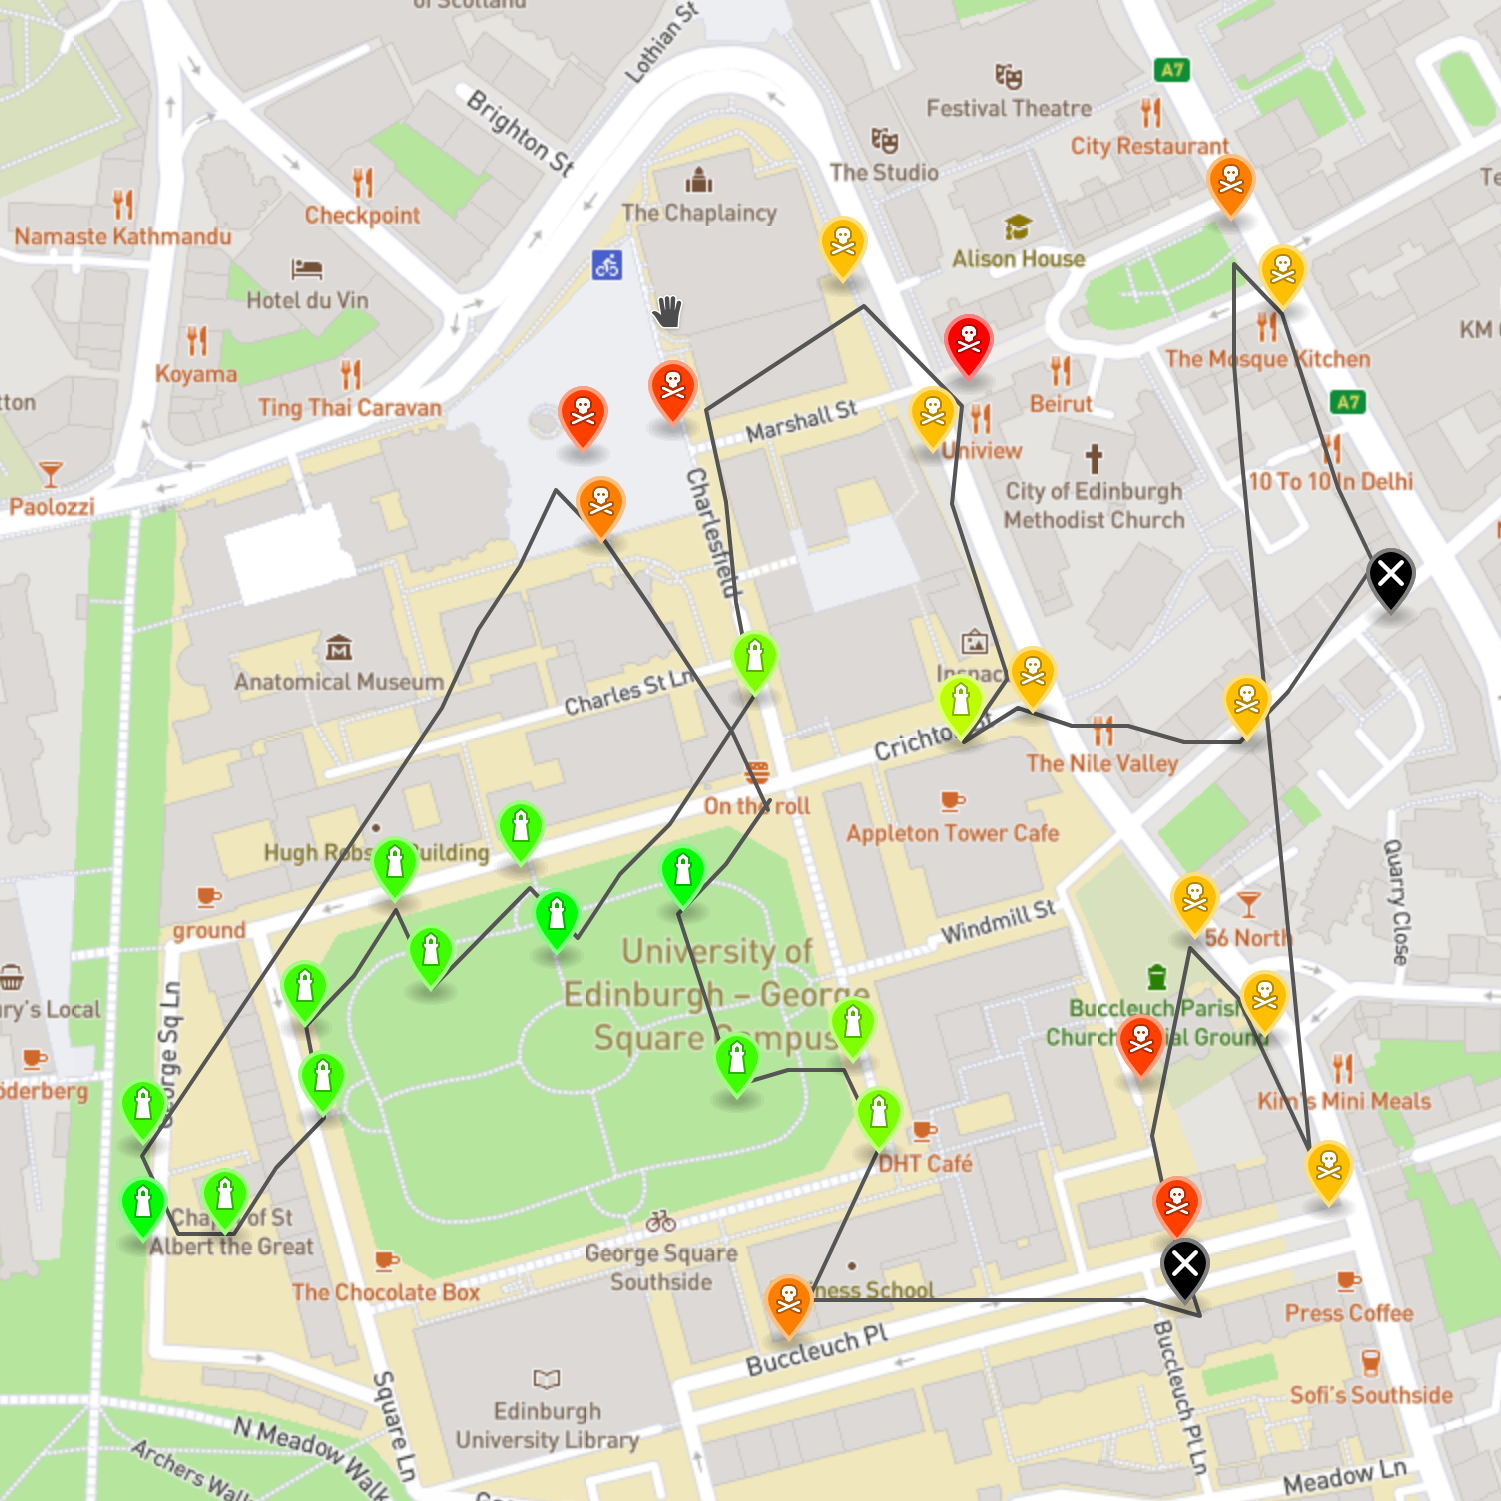 of Scotland
Lothian St
A7
Brighton St
Festival Theatre
City Restaurant
The Studio
Checkpoint
The Chaplaincy
Namaste Kathmandu
Alison House
Hotel du Vin
KM
The Mosque Kitchen
Koyama
Beirut
A7
Ting Thai Caravan
Marshall St
Uniview
10 To 10 In Delhi
Paolozzi
City of Edinburgh
Methodist Church
Charlesfield
Anatomical Museum
Charles St Ln
Crichton St
The Nile Valley
On the roll
Appleton Tower Cafe
Hugh Robson Building
Quarry Close
ground
Windmill St
56 North
University of
Edinburgh – George
Square Campus
ry's Local
George Sq Ln
Buccleuch Parish
Church Burial Ground
öderberg
Kim's Mini Meals
DHT Café
Chapel of St
Albert the Great
George Square
Southside
The Chocolate Box
ness School
Press Coffee
Buccleuch Pl
Buccleuch Pl Ln
Sofi's Southside
Square Ln
Edinburgh
University Library
N Meadow Walk
Archers Walk
Meadow Ln